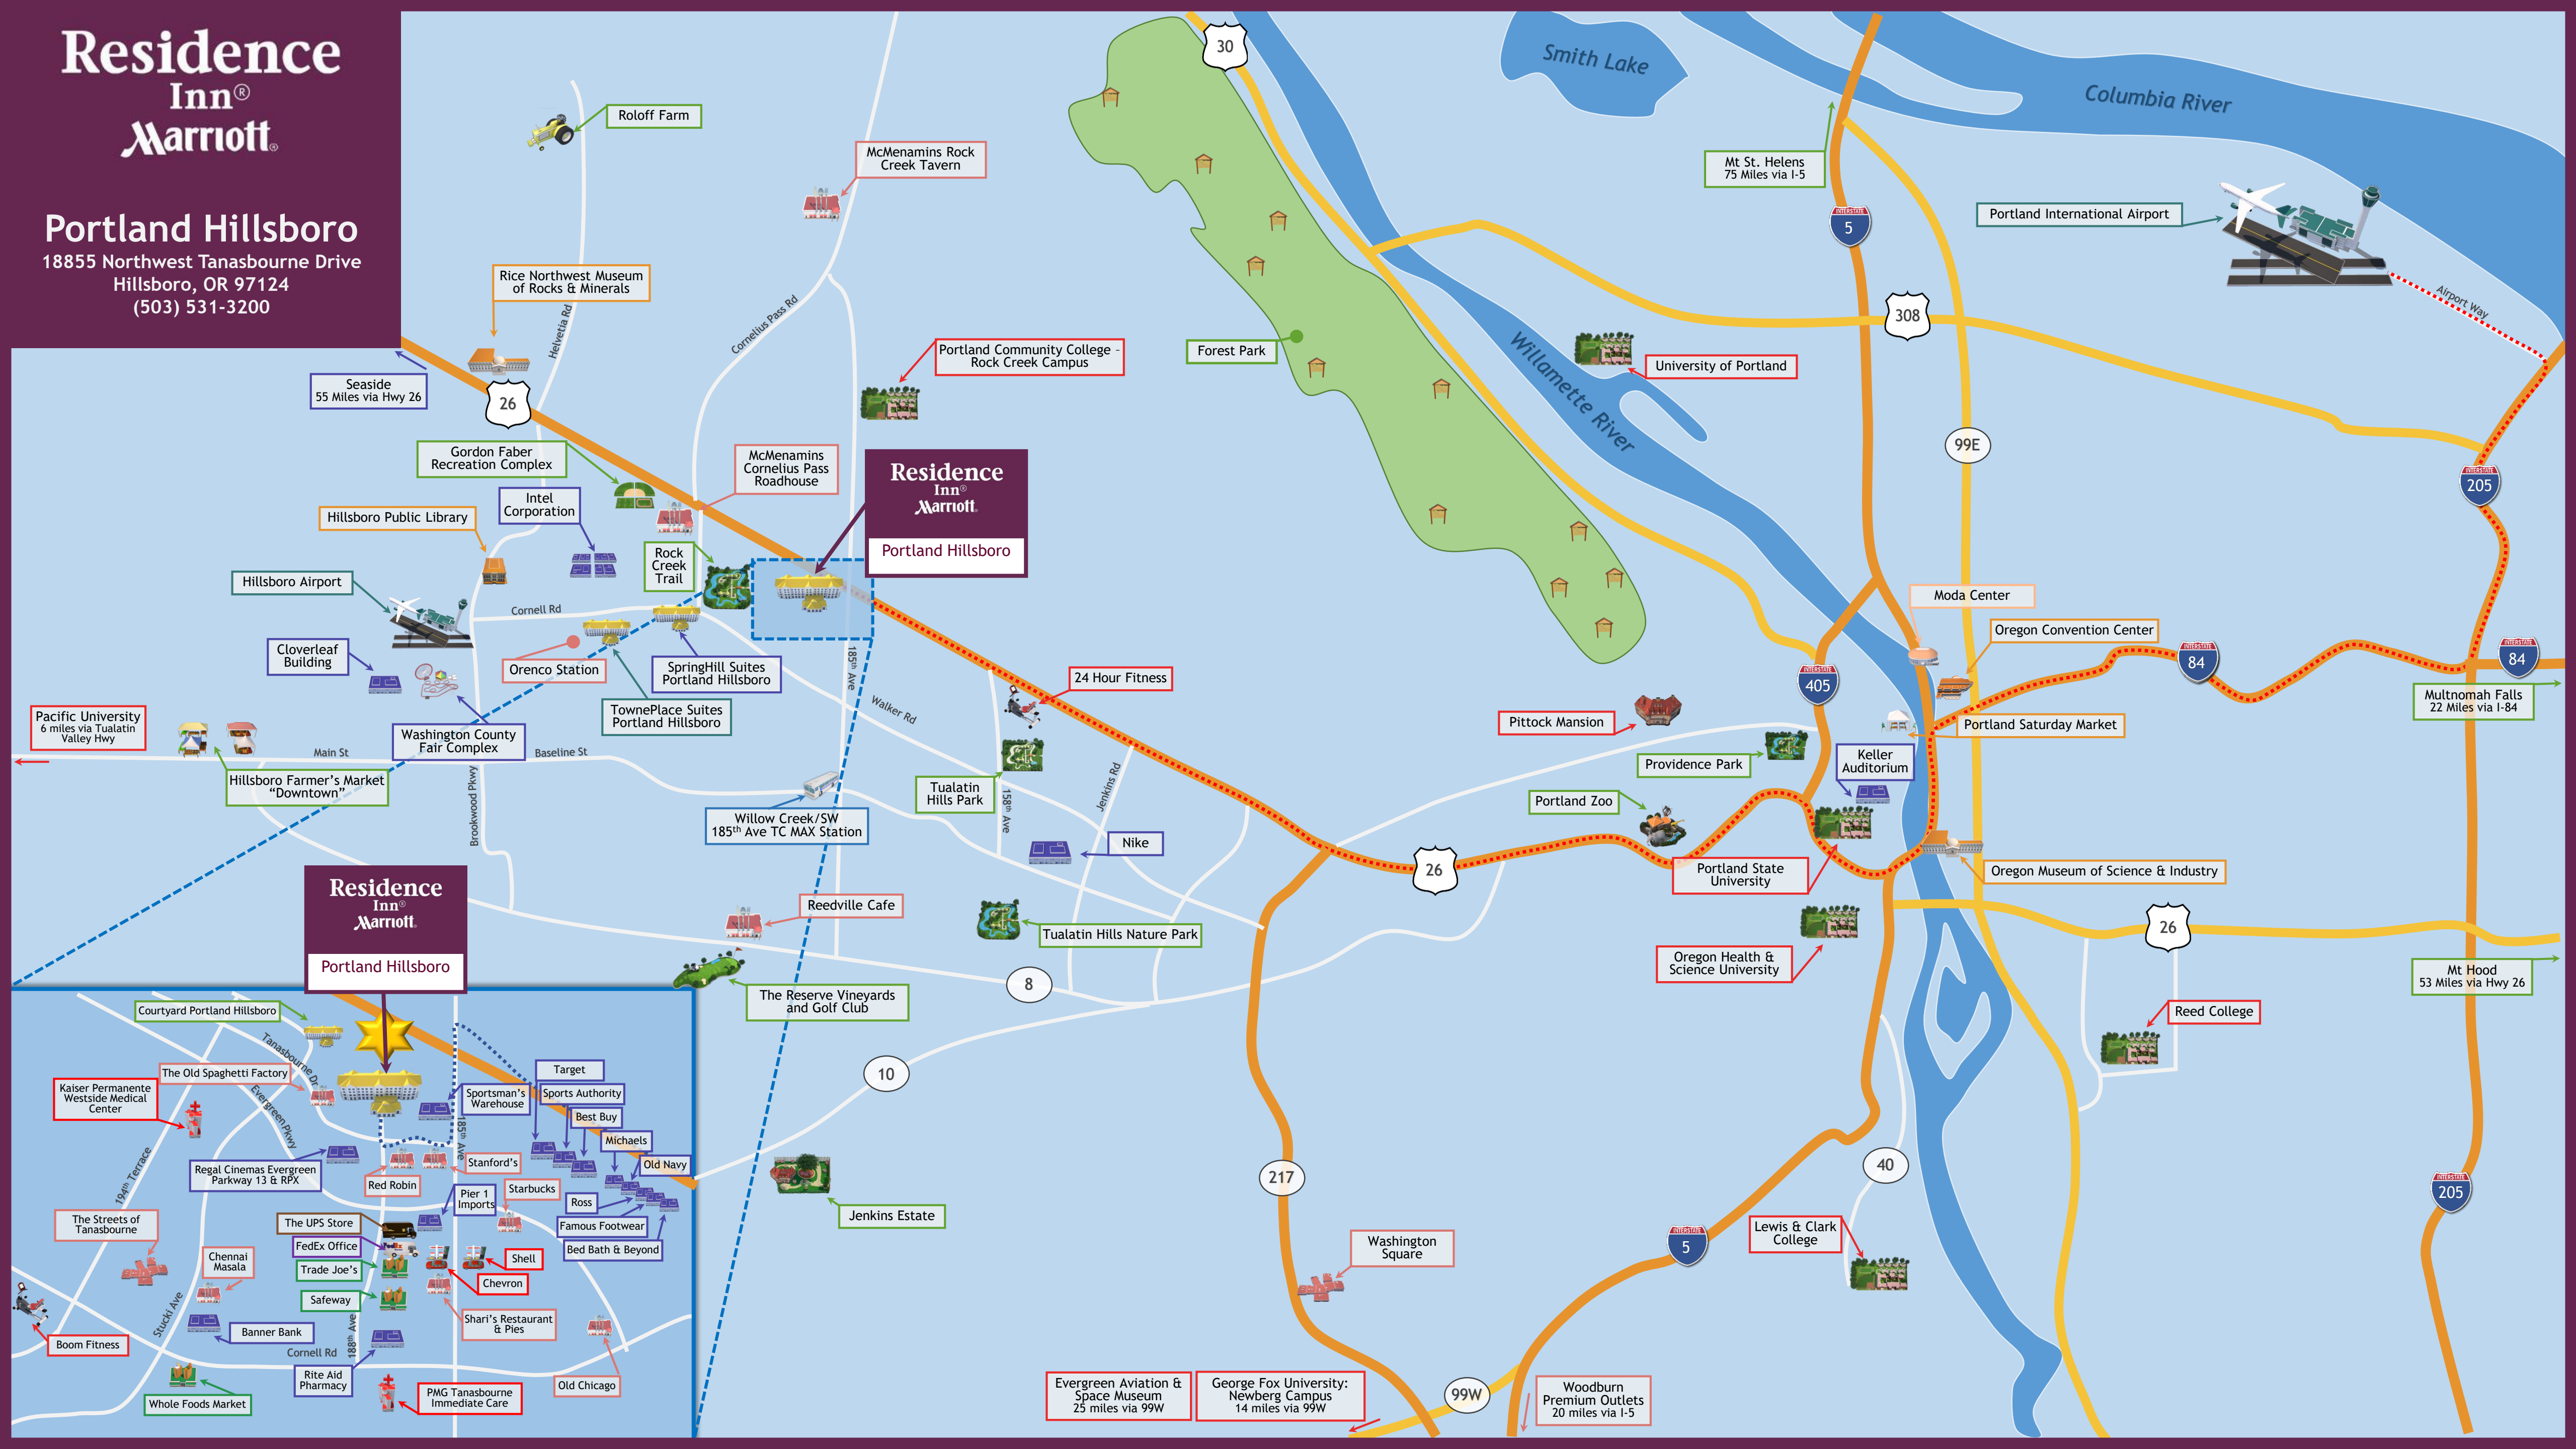 Residence
Inn®
Marriott®
Portland Hillsboro
18855 Northwest Tanasbourne Drive
Hillsboro, OR 97124
(503) 531-3200
30
Smith Lake
Columbia River
Roloff Farm
McMenamins Rock
Creek Tavern
Mt St. Helens
75 Miles via I-5
INTERSTATE
5
Portland International Airport
Airport Way
Rice Northwest Museum
of Rocks & Minerals
Helvetia Rd
Cornelius Pass Rd
308
Seaside
55 Miles via Hwy 26
26
Portland Community College –
Rock Creek Campus
Forest Park
Willamette River
University of Portland
99E
INTERSTATE
205
Gordon Faber
Recreation Complex
McMenamins
Cornelius Pass
Roadhouse
Residence
Inn®
Marriott.
Portland Hillsboro
Intel
Corporation
Hillsboro Public Library
Rock
Creek
Trail
Hillsboro Airport
Cornell Rd
Moda Center
Oregon Convention Center
Cloverleaf
Building
Orenco Station
SpringHill Suites
Portland Hillsboro
185th Ave
24 Hour Fitness
INTERSTATE
405
INTERSTATE
84
INTERSTATE
84
Multnomah Falls
22 Miles via I-84
TownePlace Suites
Portland Hillsboro
Walker Rd
Pacific University
6 miles via Tualatin
Valley Hwy
Washington County
Fair Complex
Main St
Baseline St
Pittock Mansion
Portland Saturday Market
Keller
Auditorium
Providence Park
Hillsboro Farmer's Market
“Downtown”
Brookwood Pkwy
Tualatin
Hills Park
158th Ave
Jenkins Rd
Portland Zoo
Willow Creek/SW
185th Ave TC MAX Station
Nike
26
Portland State
University
Oregon Museum of Science & Industry
Residence
Inn®
Marriott.
Portland Hillsboro
Reedville Cafe
Tualatin Hills Nature Park
26
Oregon Health &
Science University
Mt Hood
53 Miles via Hwy 26
8
The Reserve Vineyards
and Golf Club
Reed College
10
Courtyard Portland Hillsboro
Tanasbourne Dr
The Old Spaghetti Factory
Kaiser Permanente
Westside Medical
Center
Evergreen Pkwy
Sportsman's
Warehouse
Target
Sports Authority
Best Buy
Michaels
Old Navy
185th Ave
Regal Cinemas Evergreen
Parkway 13 & RPX
Stanford's
Red Robin
194th Terrace
Pier 1
Imports
Starbucks
Ross
Famous Footwear
Bed Bath & Beyond
The Streets of
Tanasbourne
The UPS Store
FedEx Office
Trade Joe's
Safeway
Shell
Chevron
Chennai
Masala
Stucki Ave
Shari's Restaurant
& Pies
Banner Bank
Boom Fitness
188th Ave
Cornell Rd
Rite Aid
Pharmacy
Whole Foods Market
PMG Tanasbourne
Immediate Care
Old Chicago
Jenkins Estate
217
Washington
Square
INTERSTATE
5
40
Lewis & Clark
College
INTERSTATE
205
Evergreen Aviation &
Space Museum
25 miles via 99W
George Fox University:
Newberg Campus
14 miles via 99W
99W
Woodburn
Premium Outlets
20 miles via I-5